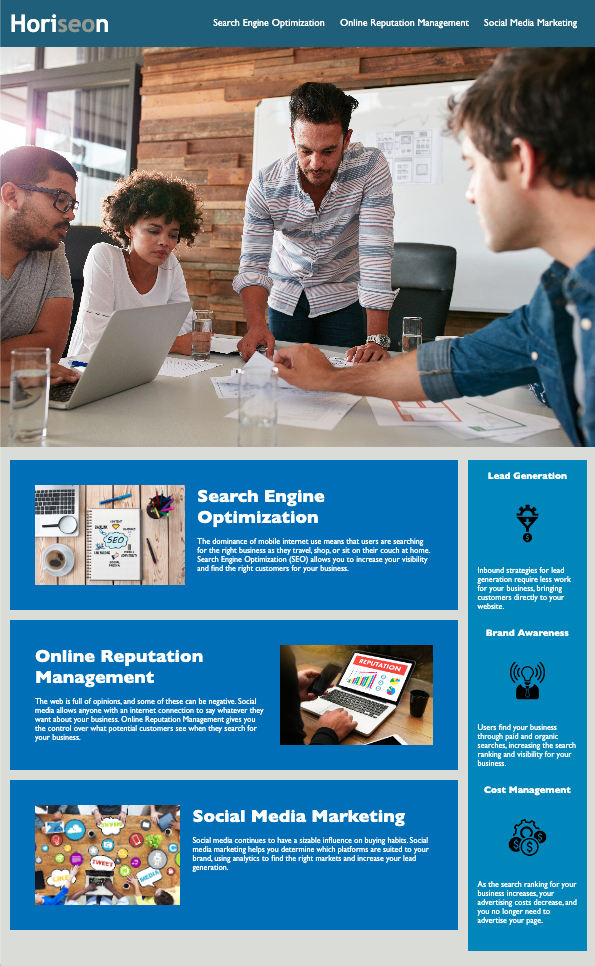 Horiseon
Search Engine Optimization
Online Reputation Management
Social Media Marketing
Search Engine
Optimization
The dominance of mobile internet use means that users are searching
for the right business as they travel, shop, or sit on their couch at home.
Search Engine Optimization (SEO) allows you to increase your visibility
and find the right customers for your business.
SEO
Online Reputation
Management
The web is full of opinions, and some of these can be negative. Social
media allows anyone with an internet connection to say whatever they
want about your business. Online Reputation Management gives you
the control over what potential customers see when they search for
your business.
REPUTATION
Social Media Marketing
Social media continues to have a sizable influence on buying habits. Social
media marketing helps you determine which platforms are suited to your
brand, using analytics to find the right markets and increase your lead
generation.
LIKE
TWEET
MEDIA
Lead Generation
Inbound strategies for lead
generation require less work
for your business, bringing
customers directly to your
website.
Brand Awareness
Users find your business
through paid and organic
searches, increasing the search
ranking and visibility for your
business.
Cost Management
As the search ranking for your
business increases, your
advertising costs decrease, and
you no longer need to
advertise your page.